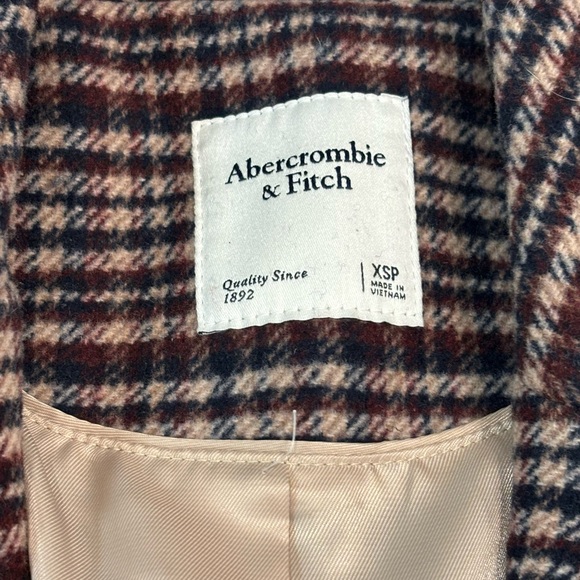 Abercrombie
& Fitch
Quality Since
1892
XSP
MADE IN
VIETNAM